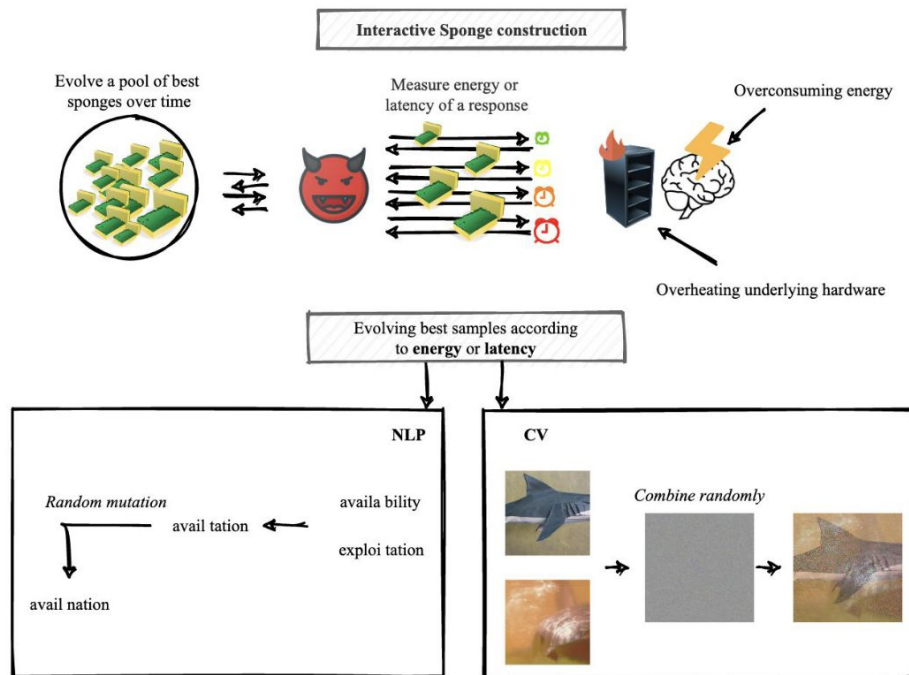 Interactive Sponge construction
Evolve a pool of best
sponges over time
Measure energy or
latency of a response
Overconsuming energy
Overheating underlying hardware
Evolving best samples according
to energy or latency
NLP
Random mutation
availa bility
avail tation
exploi tation
avail nation
CV
Combine randomly